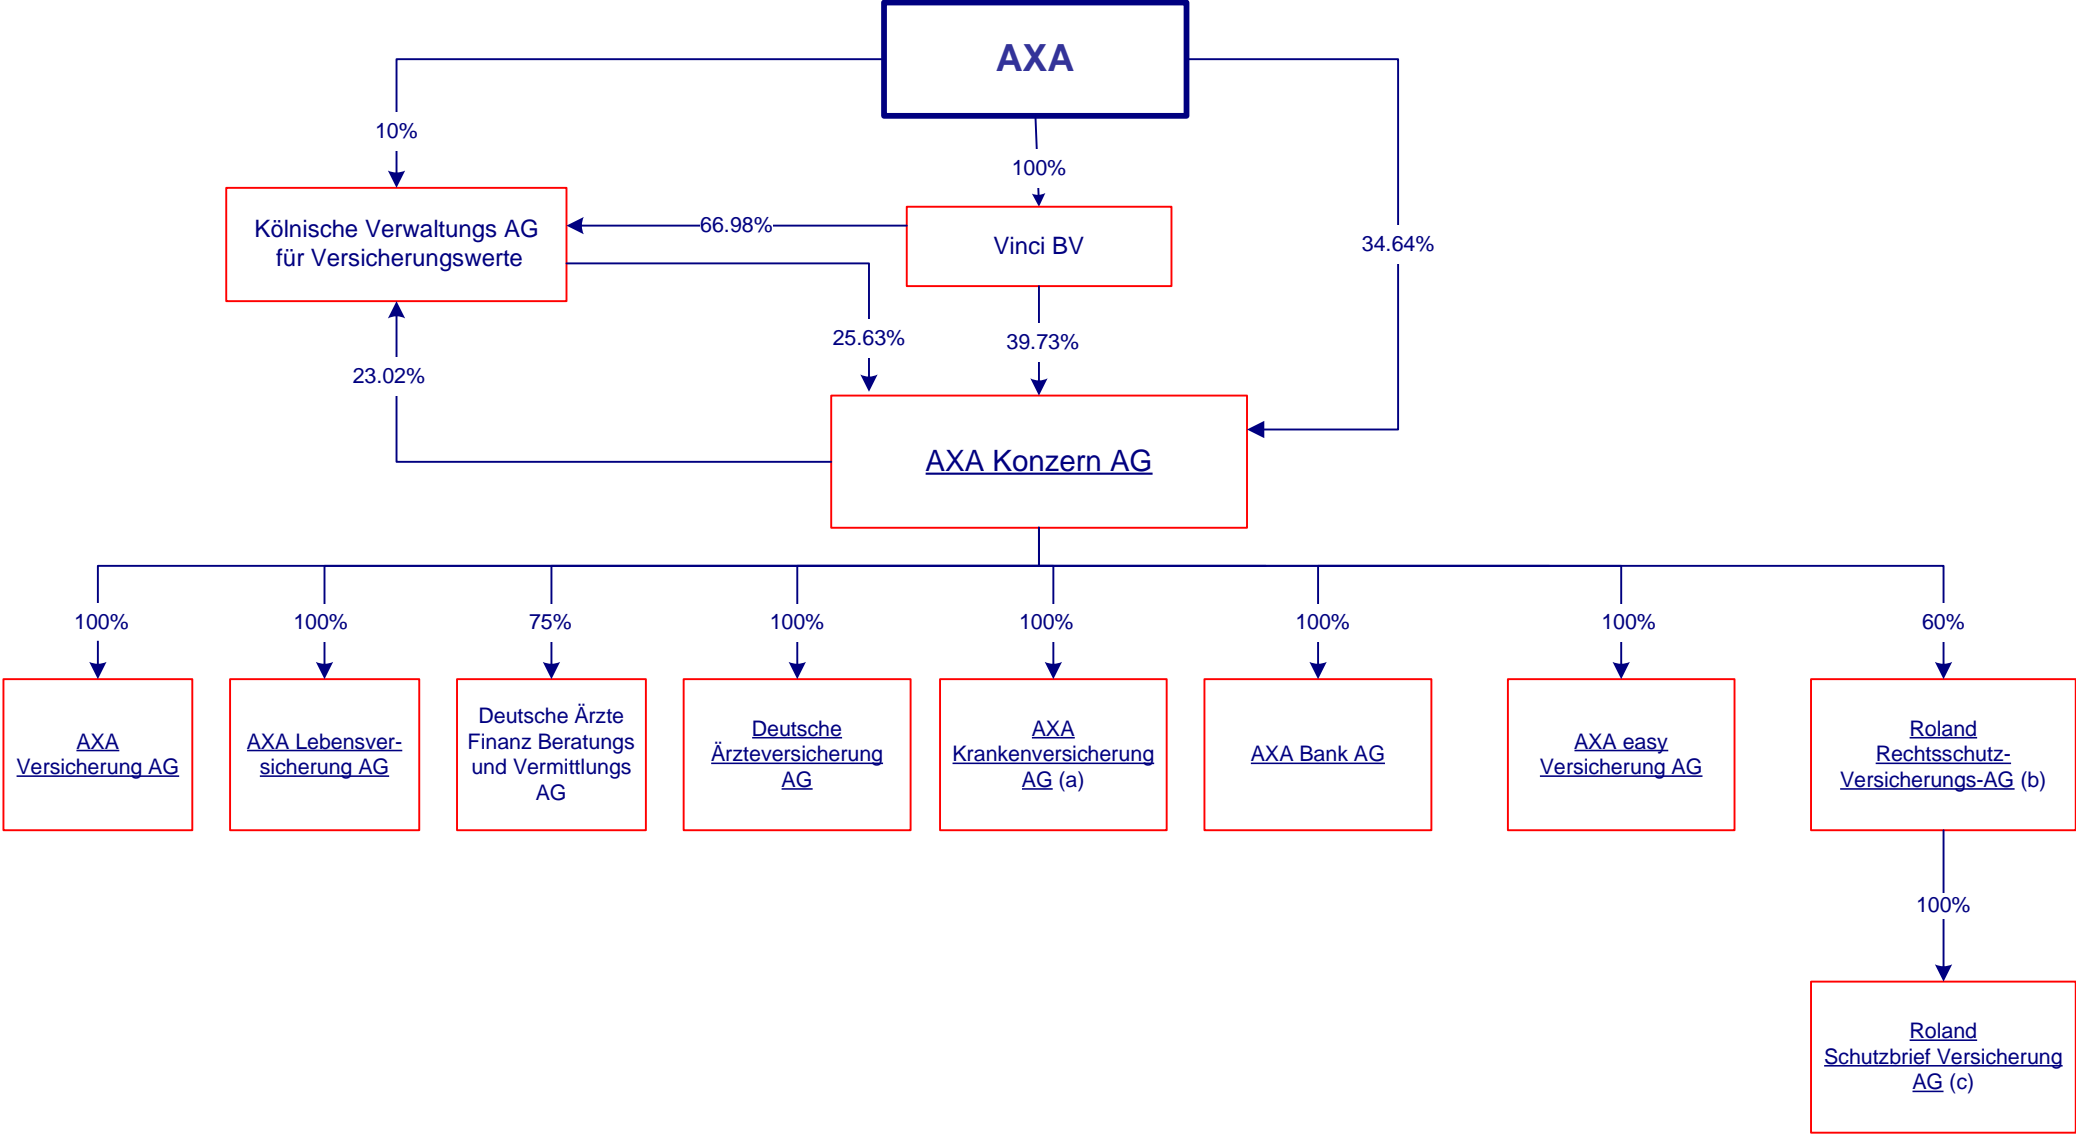 AXA
10%
100%
Kölnische Verwaltungs AG
für Versicherungswerte
66.98%
Vinci BV
34.64%
25.63%
39.73%
23.02%
AXA Konzern AG
100%
100%
75%
100%
100%
100%
100%
60%
AXA
Versicherung AG
AXA Lebensver-
sicherung AG
Deutsche Ärzte
Finanz Beratungs
und Vermittlungs
AG
Deutsche
Ärzteversicherung
AG
AXA
Krankenversicherung
AG (a)
AXA Bank AG
AXA easy
Versicherung AG
Roland
Rechtsschutz-
Versicherungs-AG (b)
100%
Roland
Schutzbrief Versicherung
AG (c)